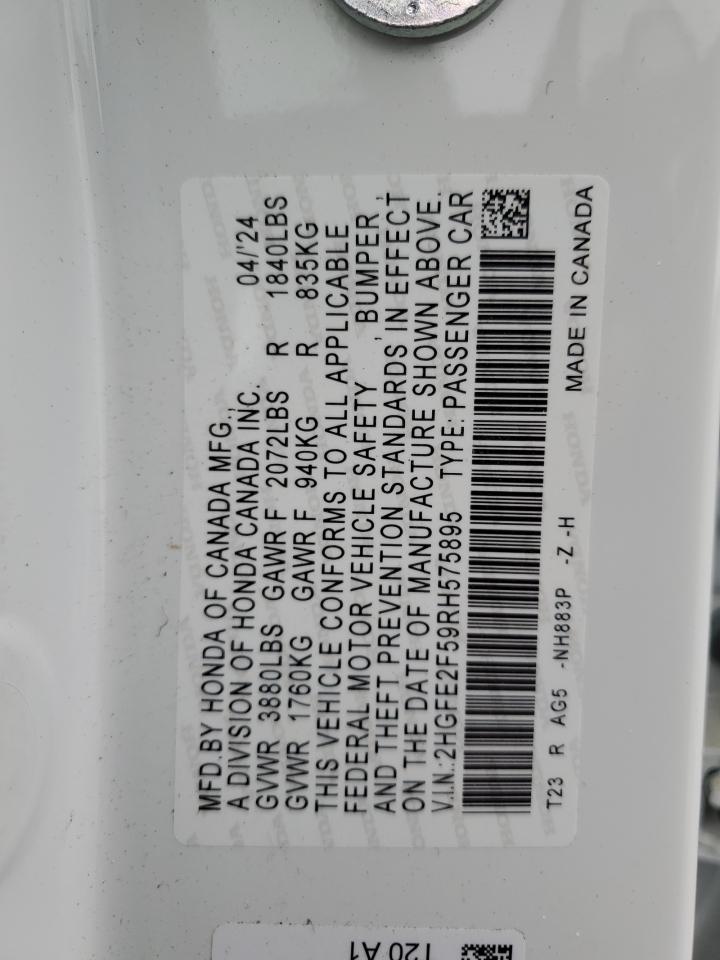 MFD.BY HONDA OF CANADA MFG.,
A DIVISION OF HONDA CANADA INC. 04/'24
GVWR 3880LBS GAWR F 2072LBS R 1840LBS
GVWR 1760KG GAWR F 940KG R 835KG
THIS VEHICLE CONFORMS TO ALL APPLICABLE
FEDERAL MOTOR VEHICLE SAFETY , BUMPER ,
AND THEFT PREVENTION STANDARDS IN EFFECT
ON THE DATE OF MANUFACTURE SHOWN ABOVE.
V.I.N.:2HGFE2F59RH575895 TYPE: PASSENGER CAR
T23 R AG5 -NH883P -Z -H MADE IN CANADA
120 A1